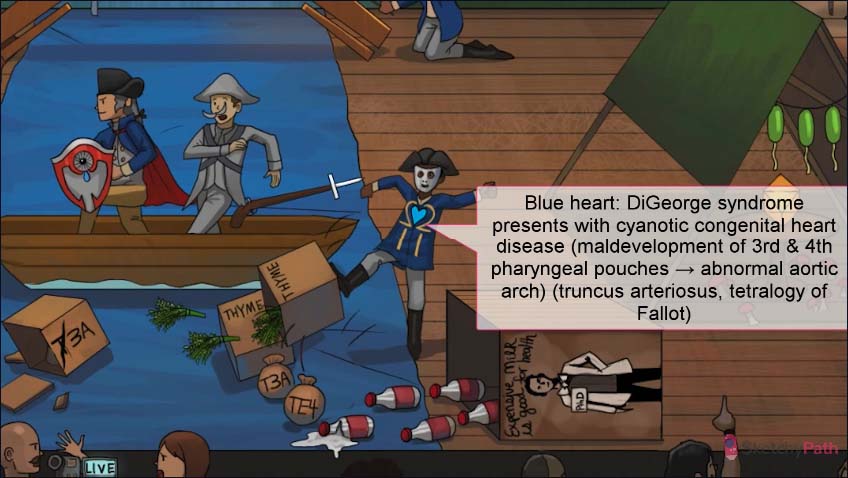 Blue heart: DiGeorge syndrome
presents with cyanotic congenital heart
disease (maldevelopment of 3rd & 4th
pharyngeal pouches → abnormal aortic
arch) (truncus arteriosus, tetralogy of
Fallot)
THYME
THYME
T3A
T3A
TE4
Expensive, Milk
is good for health
PhD
LIVE
SketchyPath